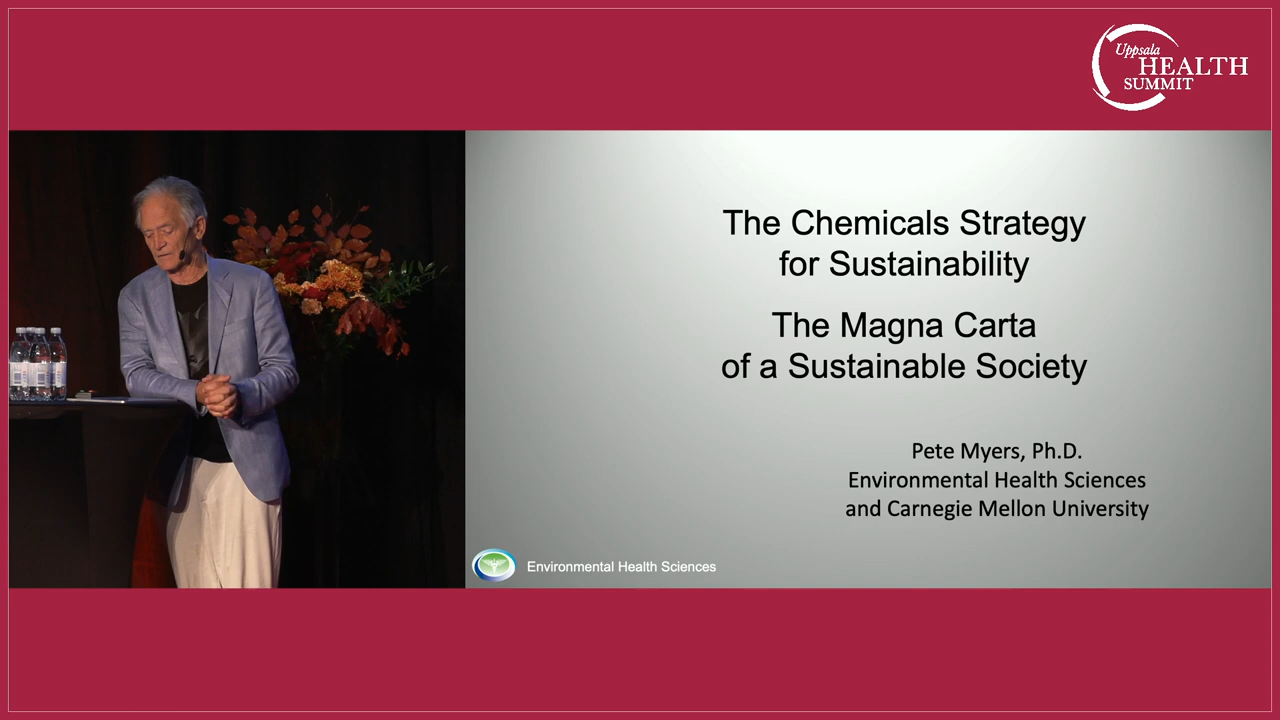 Uppsala
HEALTH
SUMMIT
The Chemicals Strategy
for Sustainability
The Magna Carta
of a Sustainable Society
Pete Myers, Ph.D.
Environmental Health Sciences
and Carnegie Mellon University
Environmental Health Sciences